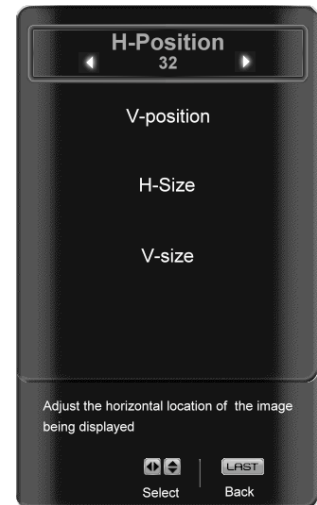 H-Position
32
V-position
H-Size
V-size
Adjust the horizontal location of the image
being displayed
LAST
Select
Back